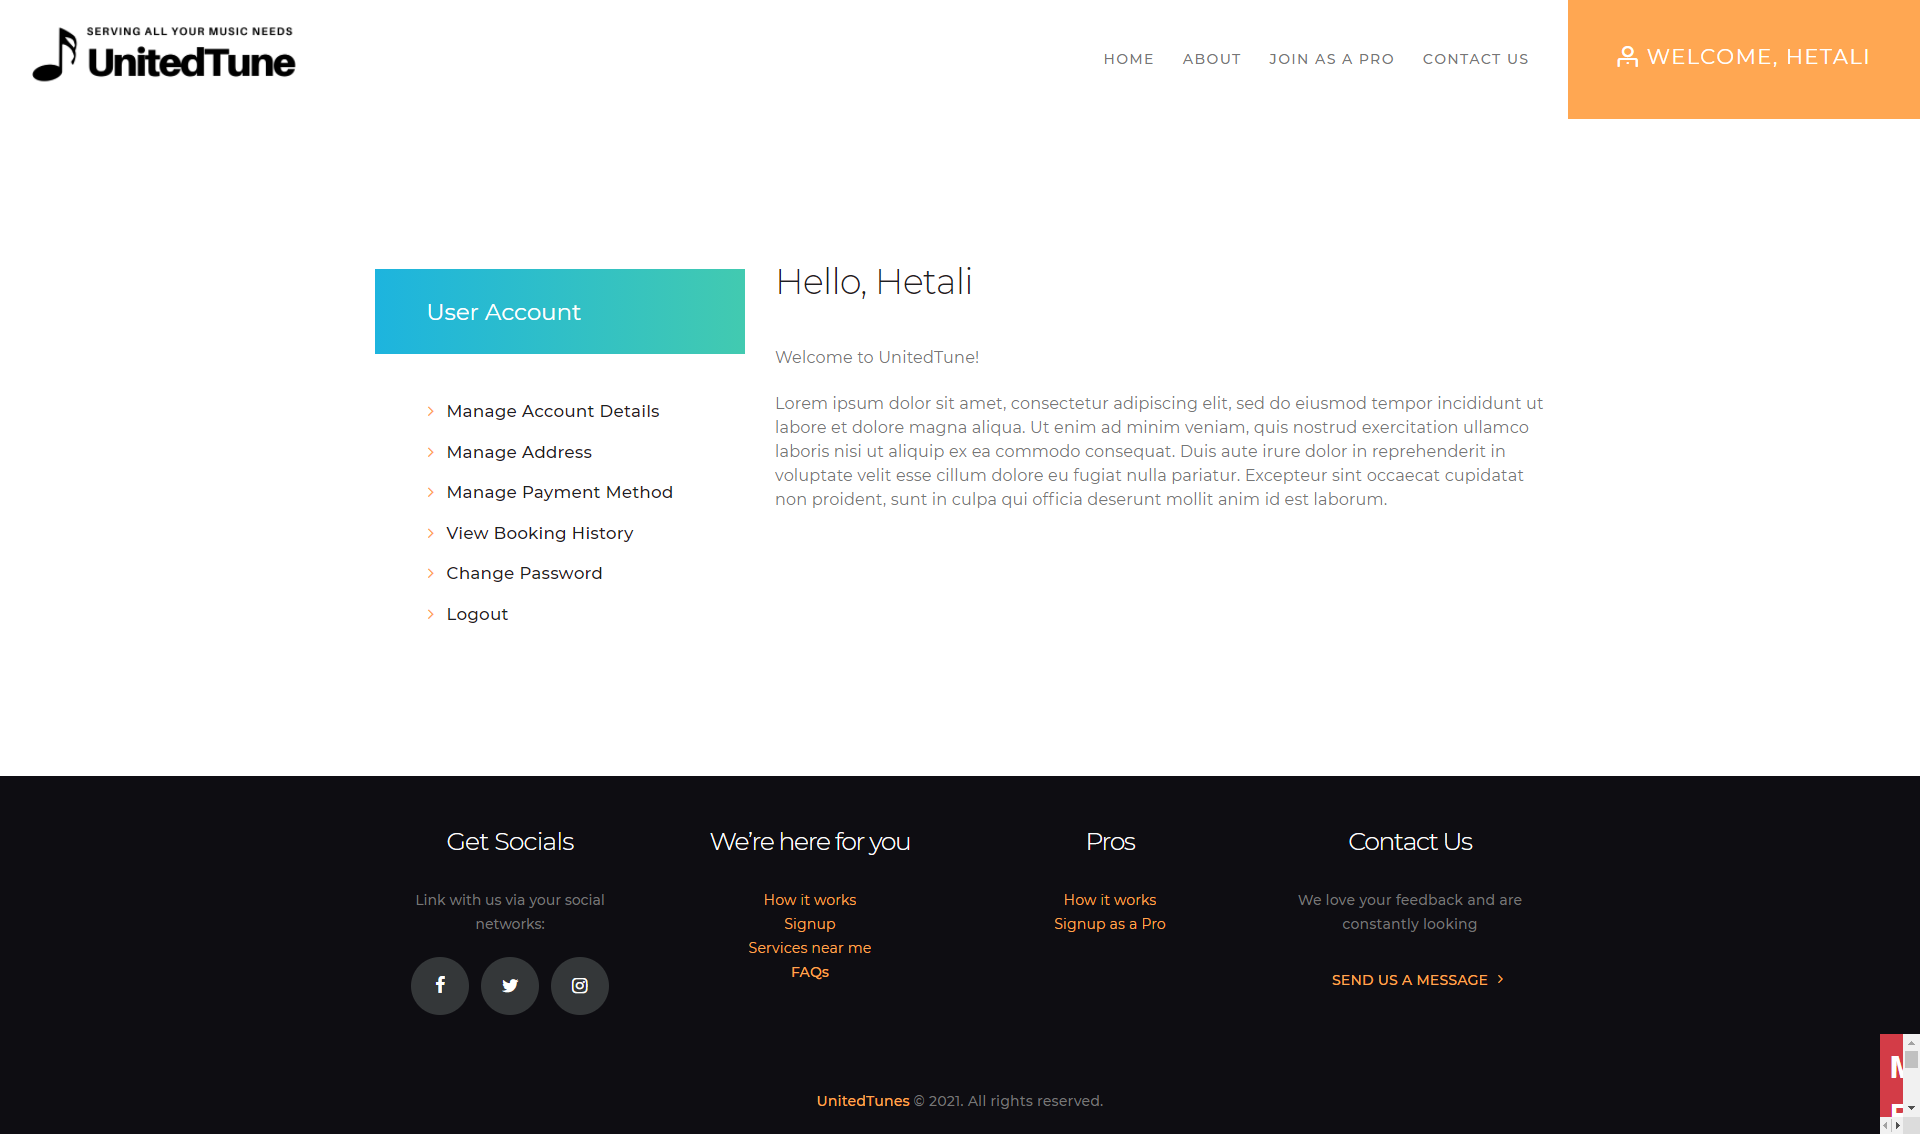 SERVING ALL YOUR MUSIC NEEDS
UnitedTune
HOME ABOUT JOIN AS A PRO CONTACT US
WELCOME, HETALI
User Account
Manage Account Details
Manage Address
Manage Payment Method
View Booking History
Change Password
Logout
Hello, Hetali
Welcome to UnitedTune!
Lorem ipsum dolor sit amet, consectetur adipiscing elit, sed do eiusmod tempor incididunt ut
labore et dolore magna aliqua. Ut enim ad minim veniam, quis nostrud exercitation ullamco
laboris nisi ut aliquip ex ea commodo consequat. Duis aute irure dolor in reprehenderit in
voluptate velit esse cillum dolore eu fugiat nulla pariatur. Excepteur sint occaecat cupidatat
non proident, sunt in culpa qui officia deserunt mollit anim id est laborum.
Get Socials
Link with us via your social
networks:
We’re here for you
How it works
Signup
Services near me
FAQs
Pros
How it works
Signup as a Pro
Contact Us
We love your feedback and are
constantly looking
SEND US A MESSAGE
UnitedTunes © 2021. All rights reserved.